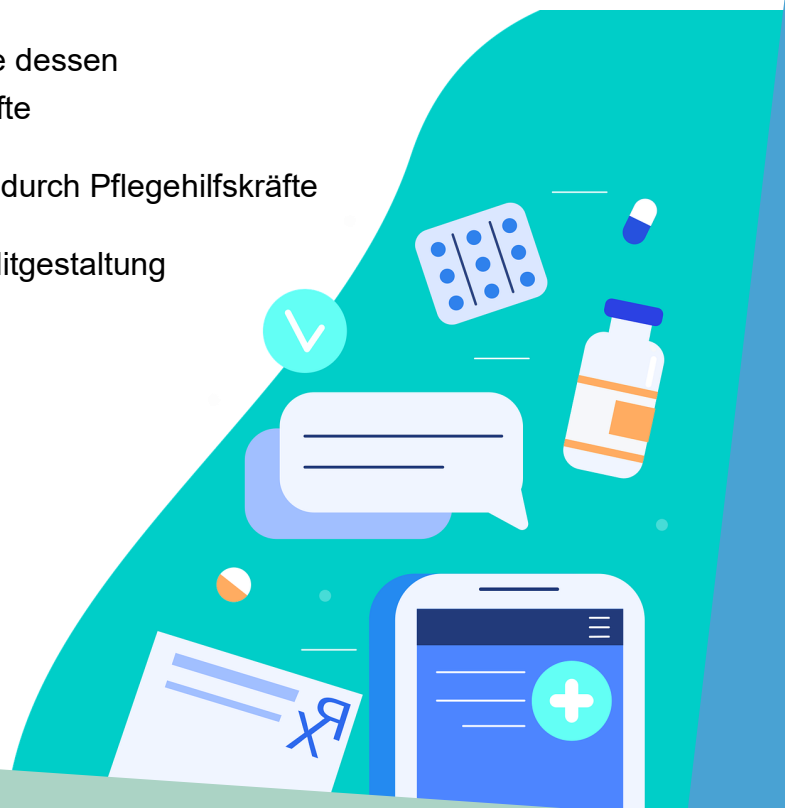 e dessen
fte
durch Pflegehilfskräfte
itgestaltung
Rx